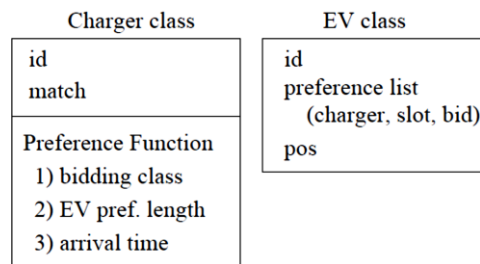 Charger class
id
match
Preference Function
1) bidding class
2) EV pref. length
3) arrival time
EV class
id
preference list
(charger, slot, bid)
pos